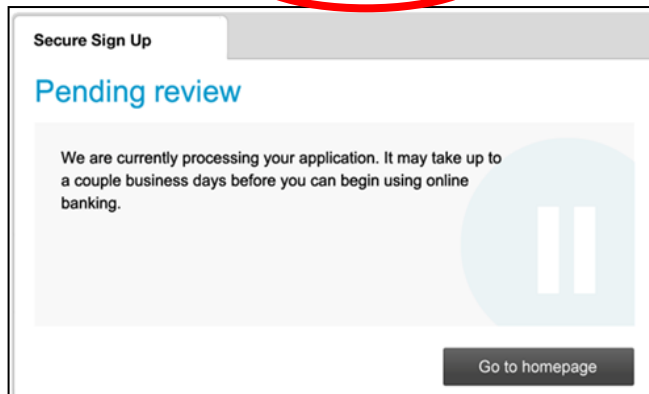 Secure Sign Up
Pending review
We are currently processing your application. It may take up to
a couple business days before you can begin using online
banking.
Go to homepage